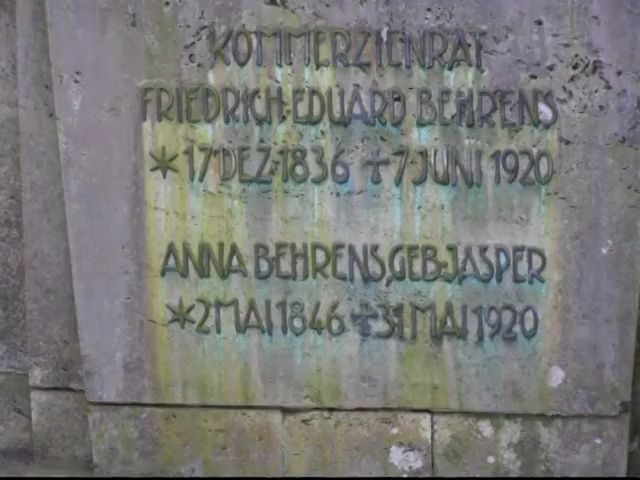 KOMMERZIENRAT
FRIEDRICH EDUARD BEHRENS
* 17 DEZ. 1836 + 7 JUNI 1920
ANNA BEHRENS, GEB. JASPER
* 2 MAI 1846 + 31 MAI 1920